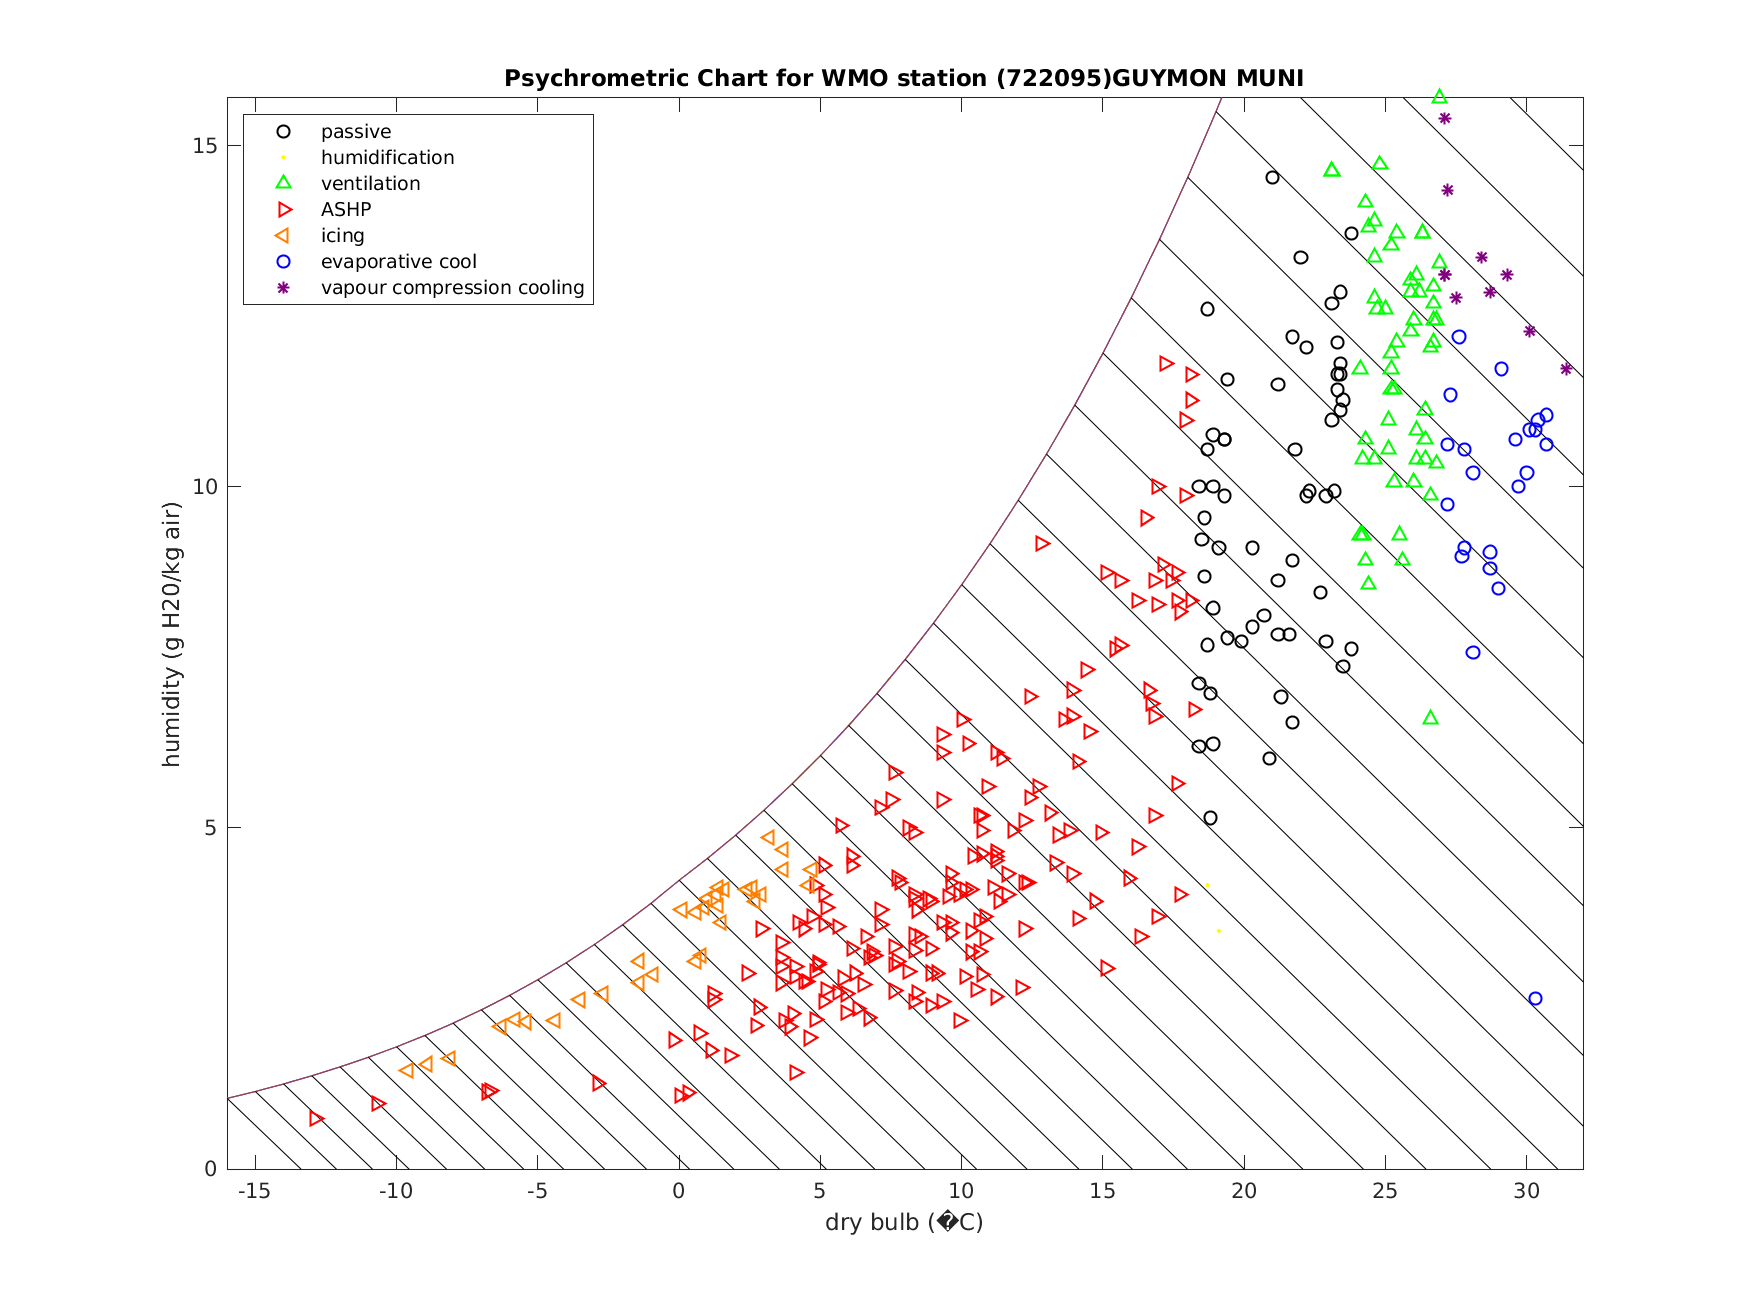 Psychrometric Chart for WMO station (722095)GUYMON MUNI
passive
humidification
ventilation
ASHP
icing
evaporative cool
vapour compression cooling
15
10
5
0
humidity (g H20/kg air)
-15 -10 -5 0 5 10 15 20 25 30
dry bulb (�C)